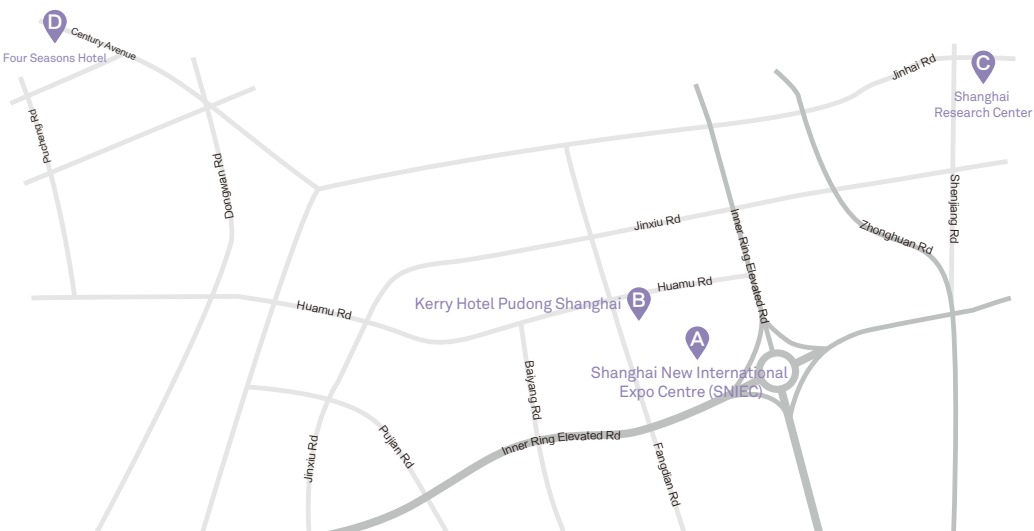 D
Century Avenue
Four Seasons Hotel
Jinhai Rd
C
Shanghai
Research Center
Pucheng Rd
Dongwan Rd
Shenjiang Rd
Jinxiu Rd
Inner Ring Elevated Rd
Zhonghuan Rd
Huamu Rd
Kerry Hotel Pudong Shanghai
B
Huamu Rd
A
Shanghai New International
Expo Centre (SNIEC)
Baiyang Rd
Jinxiu Rd
Pujian Rd
Inner Ring Elevated Rd
Fangdian Rd